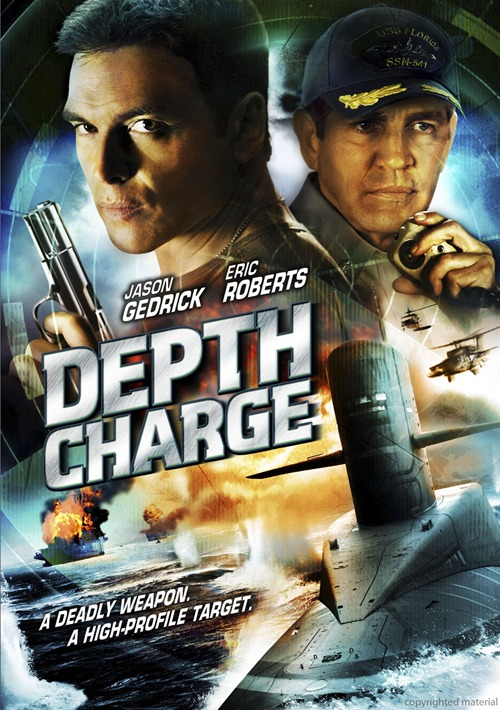 USS FLORIDA
SSN-541
JASON
GEDRICK
ERIC
ROBERTS
DEPTH
CHARGE
A DEADLY WEAPON.
A HIGH-PROFILE TARGET.
copyrighted material